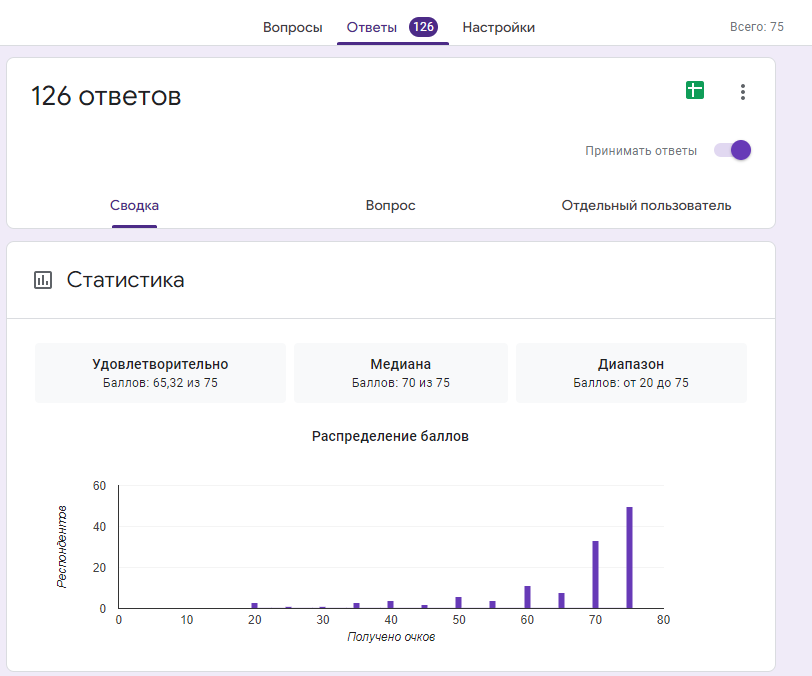 Вопросы Ответы 126 Настройки Всего: 75
126 ответов
Принимать ответы
Сводка Вопрос Отдельный пользователь
Статистика
Удовлетворительно Медиана Диапазон
Баллов: 65,32 из 75 Баллов: 70 из 75 Баллов: от 20 до 75
Распределение баллов
60
40
20
0
Респондентов
0 10 20 30 40 50 60 70 80
Получено очков